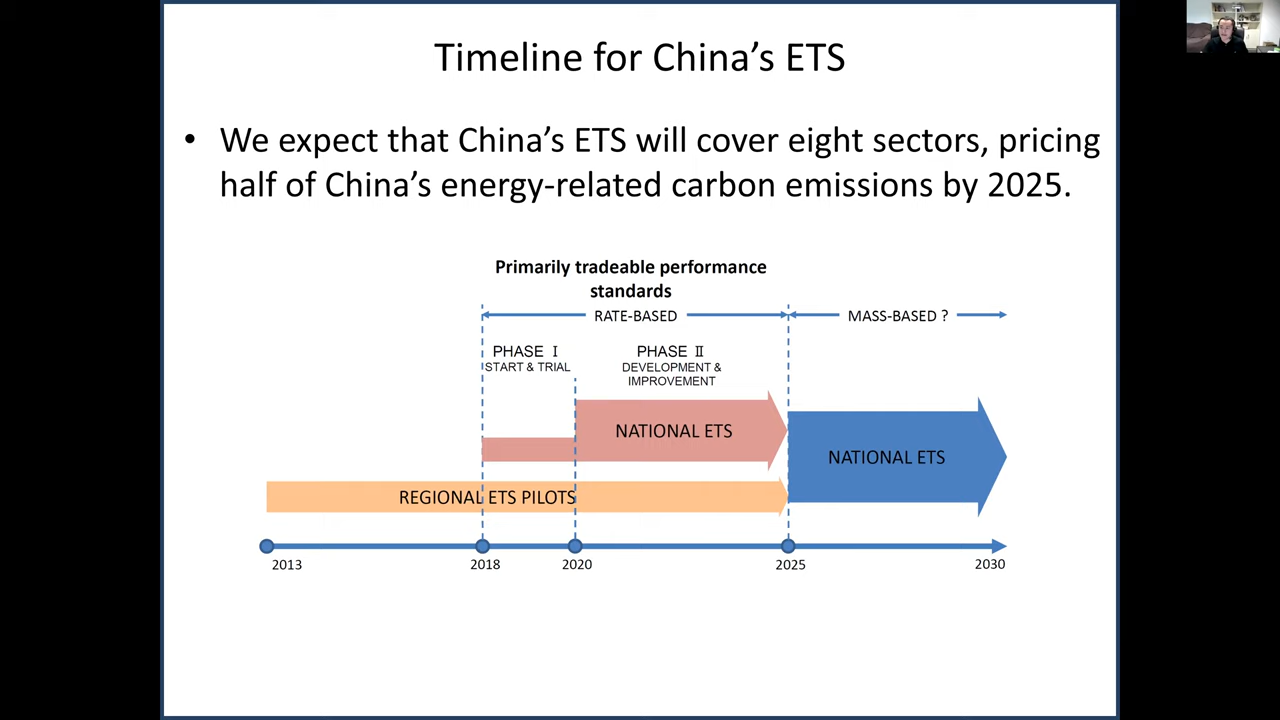 Timeline for China’s ETS
• We expect that China’s ETS will cover eight sectors, pricing
half of China’s energy-related carbon emissions by 2025.
Primarily tradeable performance
standards
RATE-BASED
MASS-BASED ?
PHASE Ⅰ
START & TRIAL
PHASE Ⅱ
DEVELOPMENT &
IMPROVEMENT
NATIONAL ETS
NATIONAL ETS
REGIONAL ETS PILOTS
2013
2018
2020
2025
2030